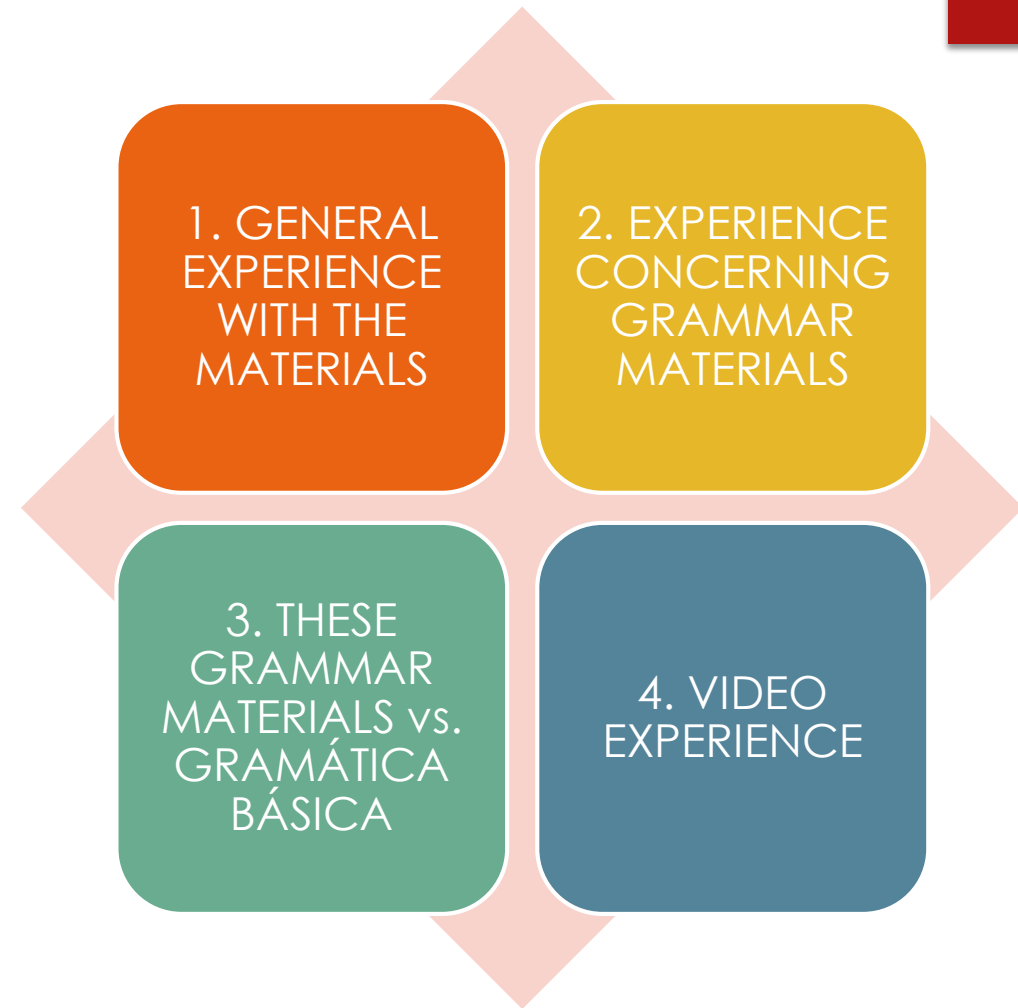 1. GENERAL
EXPERIENCE
WITH THE
MATERIALS
2. EXPERIENCE
CONCERNING
GRAMMAR
MATERIALS
3. THESE
GRAMMAR
MATERIALS vs.
GRAMÁTICA
BÁSICA
4. VIDEO
EXPERIENCE